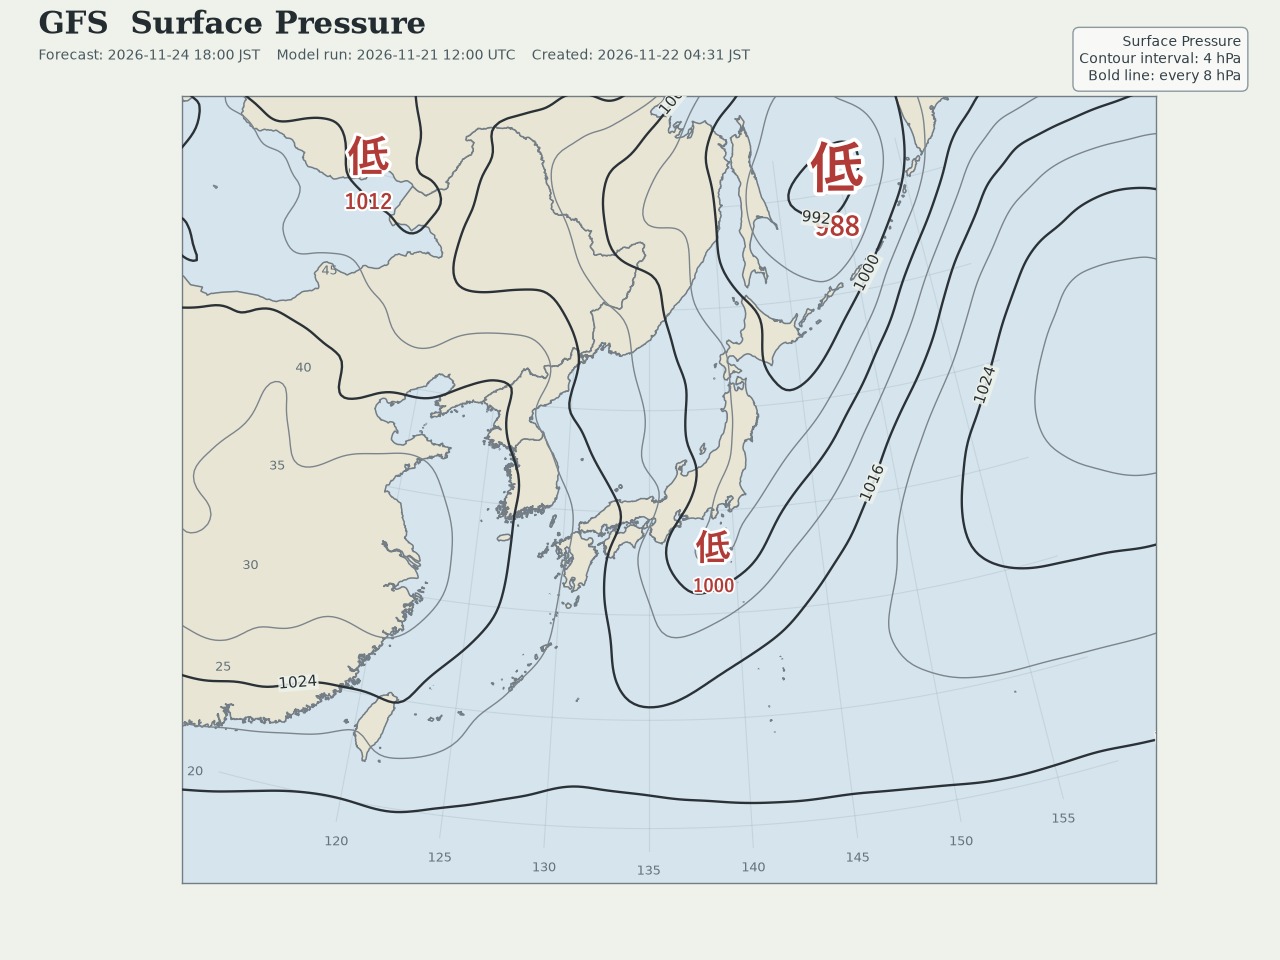 GFS  Surface Pressure
Forecast: 2026-11-24 18:00 JST    Model run: 2026-11-21 12:00 UTC    Created: 2026-11-22 04:31 JST
Surface Pressure
Contour interval: 4 hPa
Bold line: every 8 hPa
低
1012
低
992
988
1000
45
40
1024
35
1016
30
低
1000
25
1024
20
120
125
130
135
140
145
150
155